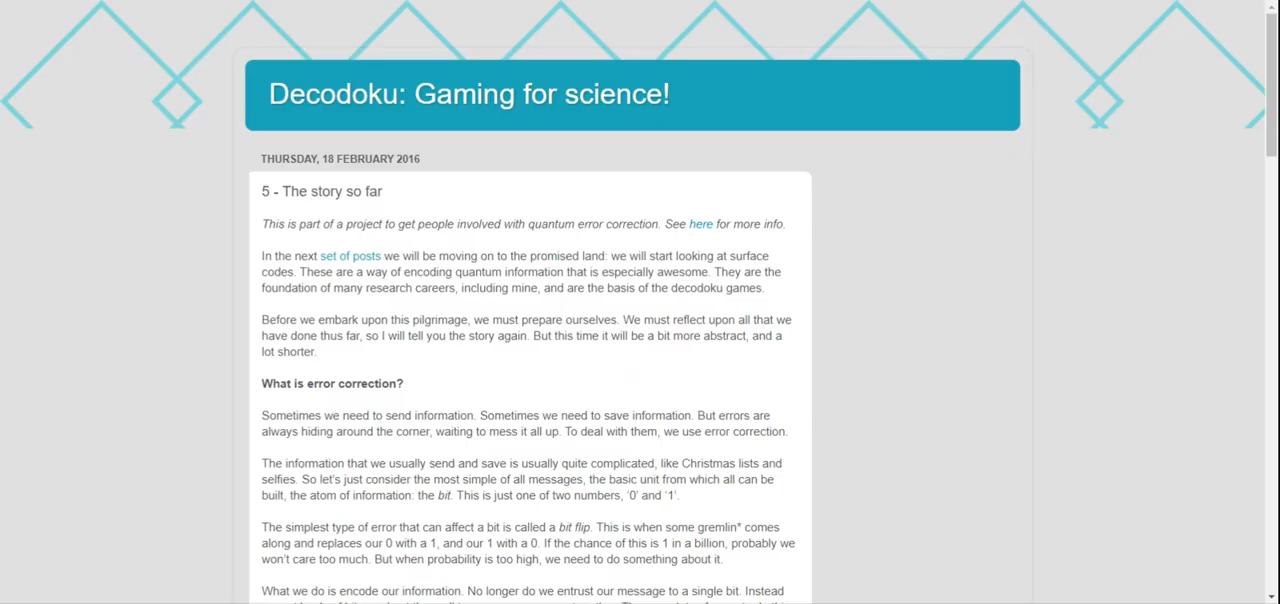 Decodoku: Gaming for science!
THURSDAY, 18 FEBRUARY 2016
5 - The story so far
This is part of a project to get people involved with quantum error correction. See here for more info.
In the next set of posts we will be moving on to the promised land: we will start looking at surface
codes. These are a way of encoding quantum information that is especially awesome. They are the
foundation of many research careers, including mine, and are the basis of the decodoku games.
Before we embark upon this pilgrimage, we must prepare ourselves. We must reflect upon all that we
have done thus far, so I will tell you the story again. But this time it will be a bit more abstract, and a
lot shorter.
What is error correction?
Sometimes we need to send information. Sometimes we need to save information. But errors are
always hiding around the corner, waiting to mess it all up. To deal with them, we use error correction.
The information that we usually send and save is usually quite complicated, like Christmas lists and
selfies. So let's just consider the most simple of all messages, the basic unit from which all can be
built, the atom of information: the bit. This is just one of two numbers, '0' and '1'.
The simplest type of error that can affect a bit is called a bit flip. This is when some gremlin* comes
along and replaces our 0 with a 1, and our 1 with a 0. If the chance of this is 1 in a billion, probably we
won't care too much. But when probability is too high, we need to do something about it.
What we do is encode our information. No longer do we entrust our message to a single bit. Instead